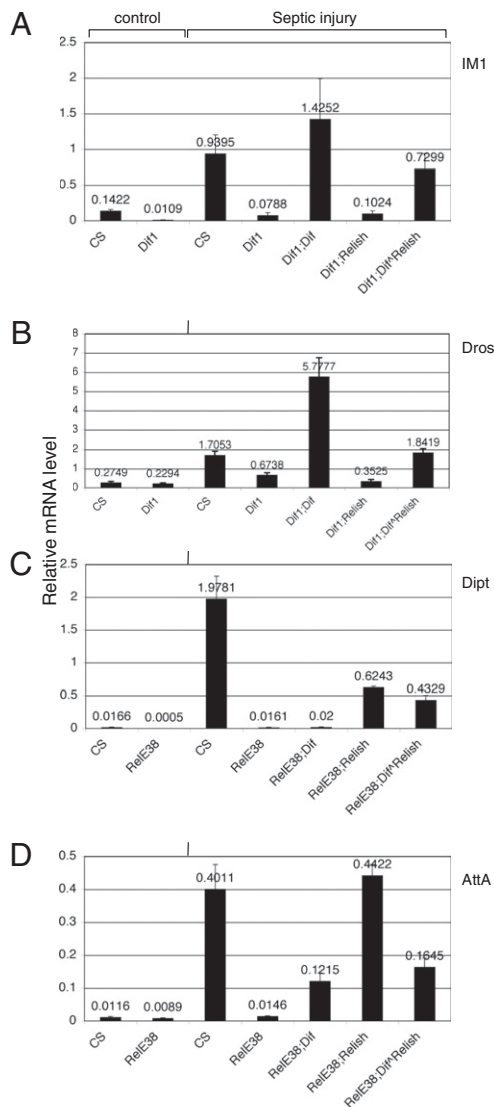 A
control
Septic injury
IM1
2.5
2
1.5
1
0.5
0
0.1422
0.0109
0.9395
0.0788
1.4252
0.1024
0.7299
CS
Dif1
CS
Dif1
Dif1;Dif
Dif1;Relish
Dif1;Dif^Relish
Relative mRNA level
B
Dros
8
7
6
5
4
3
2
1
0
0.2749
0.2294
1.7053
0.6738
5.7777
0.3525
1.8419
CS
Dif1
CS
Dif1
Dif1;Dif
Dif1;Relish
Dif1;Dif^Relish
C
Dipt
2.5
2
1.5
1
0.5
0
0.0166
0.0005
1.9781
0.0161
0.02
0.6243
0.4329
CS
RelE38
CS
RelE38
RelE38;Dif
RelE38;Relish
RelE38;Dif^Relish
D
AttA
0.5
0.4
0.3
0.2
0.1
0
0.0116
0.0089
0.4011
0.0146
0.1215
0.4422
0.1645
CS
RelE38
CS
RelE38
RelE38;Dif
RelE38;Relish
RelE38;Dif^Relish